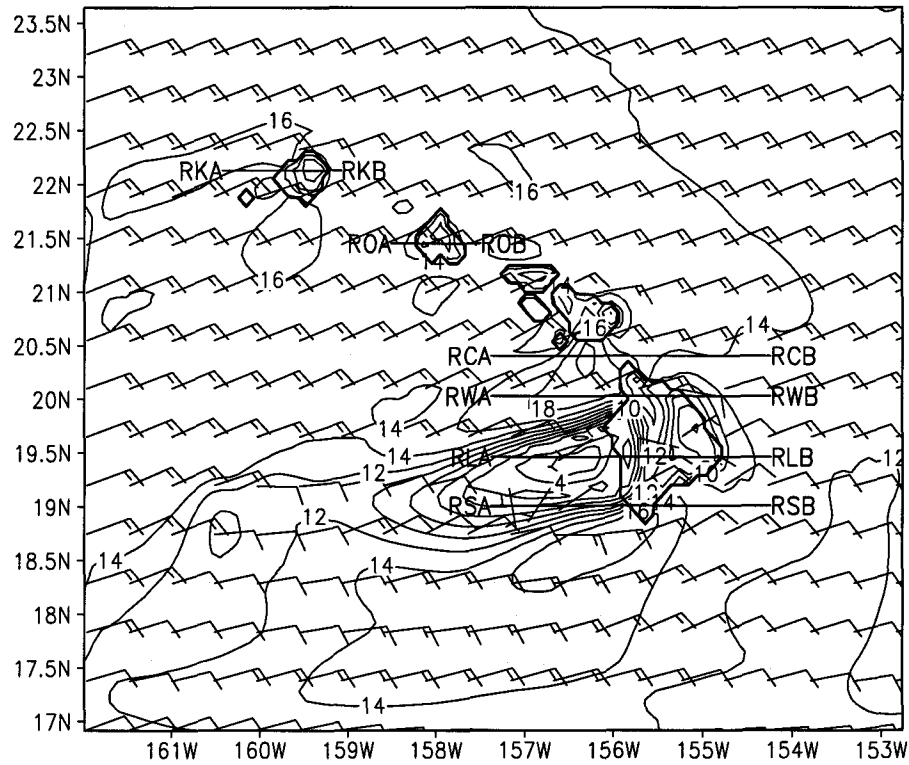 23.5N
23N
22.5N
16
RKA RKB
22N
16
21.5N
ROA ROB
14
16
21N
16
14
20.5N
RCA RCB
RWA RWB
20N
18 10
14
19.5N
14
RLA 12 RLB
12
12
10
4
RSA RSB
19N
12
16
18.5N
14
14
18N
17.5N
14
17N
161W 160W 159W 158W 157W 156W 155W 154W 153W